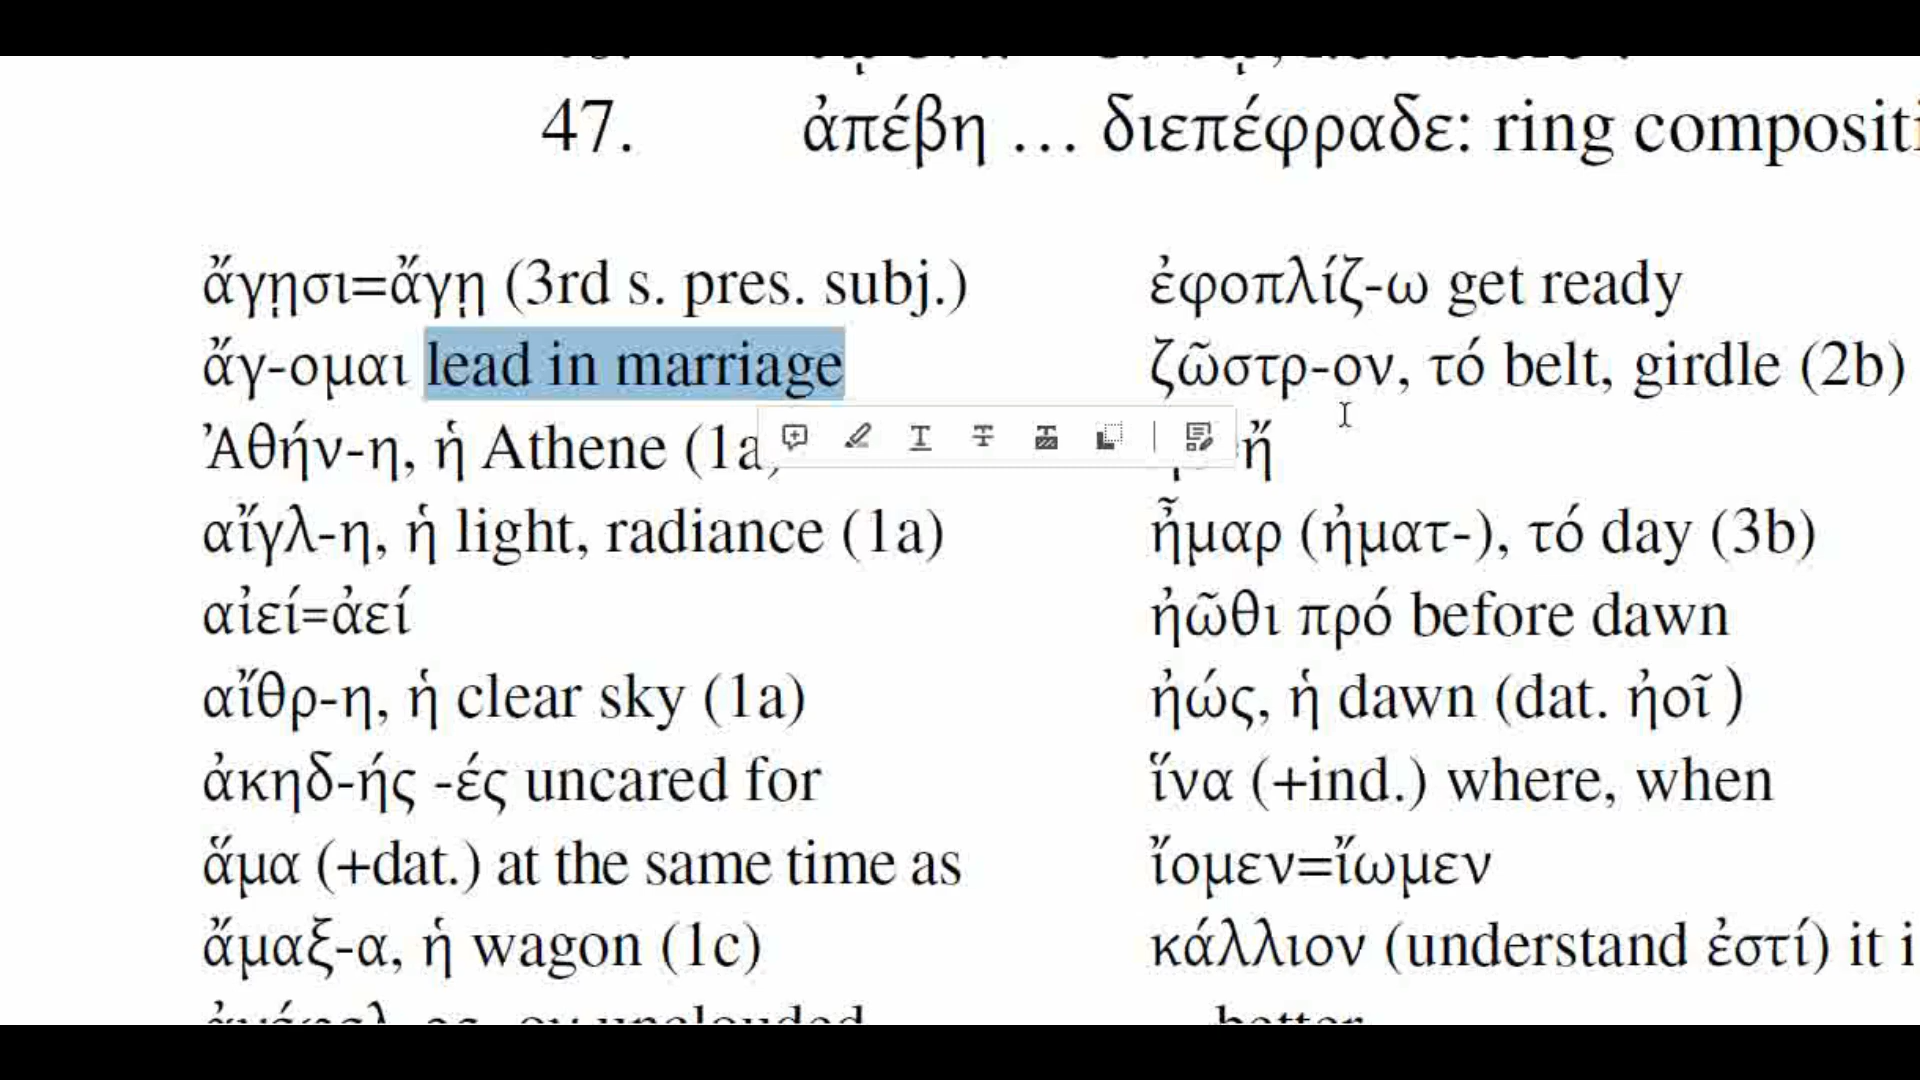 47. ἀπέβη … διεπέφραδε: ring compositi
ἄγῃσι=ἄγῃ (3rd s. pres. subj.)
ἄγ-ομαι lead in marriage
Ἀθήν-η, ἡ Athene (1a)
αἴγλ-η, ἡ light, radiance (1a)
αἰεί=ἀεί
αἴθρ-η, ἡ clear sky (1a)
ἀκηδ-ής -ές uncared for
ἅμα (+dat.) at the same time as
ἄμαξ-α, ἡ wagon (1c)
ἐφοπλίζ-ω get ready
ζῶστρ-ον, τό belt, girdle (2b)
ἤ
ἦμαρ (ἠματ-), τό day (3b)
ἠῶθι πρό before dawn
ἠώς, ἡ dawn (dat. ἠοῖ)
ἵνα (+ind.) where, when
ἴομεν=ἴωμεν
κάλλιον (understand ἐστί) it i
better